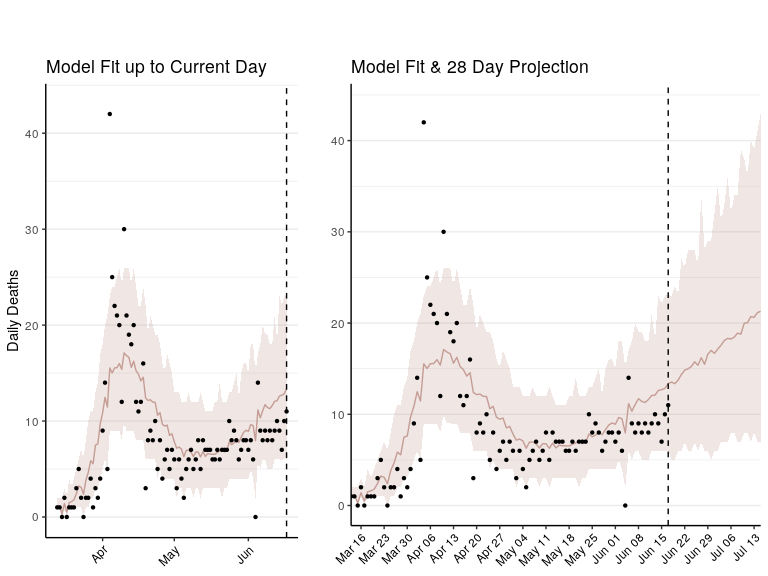 Model Fit up to Current Day
Daily Deaths
40
30
20
10
0
Apr
May
Jun
Model Fit & 28 Day Projection
40
30
20
10
0
Mar 16
Mar 23
Mar 30
Apr 06
Apr 13
Apr 20
Apr 27
May 04
May 11
May 18
May 25
Jun 01
Jun 08
Jun 15
Jun 22
Jun 29
Jul 06
Jul 13